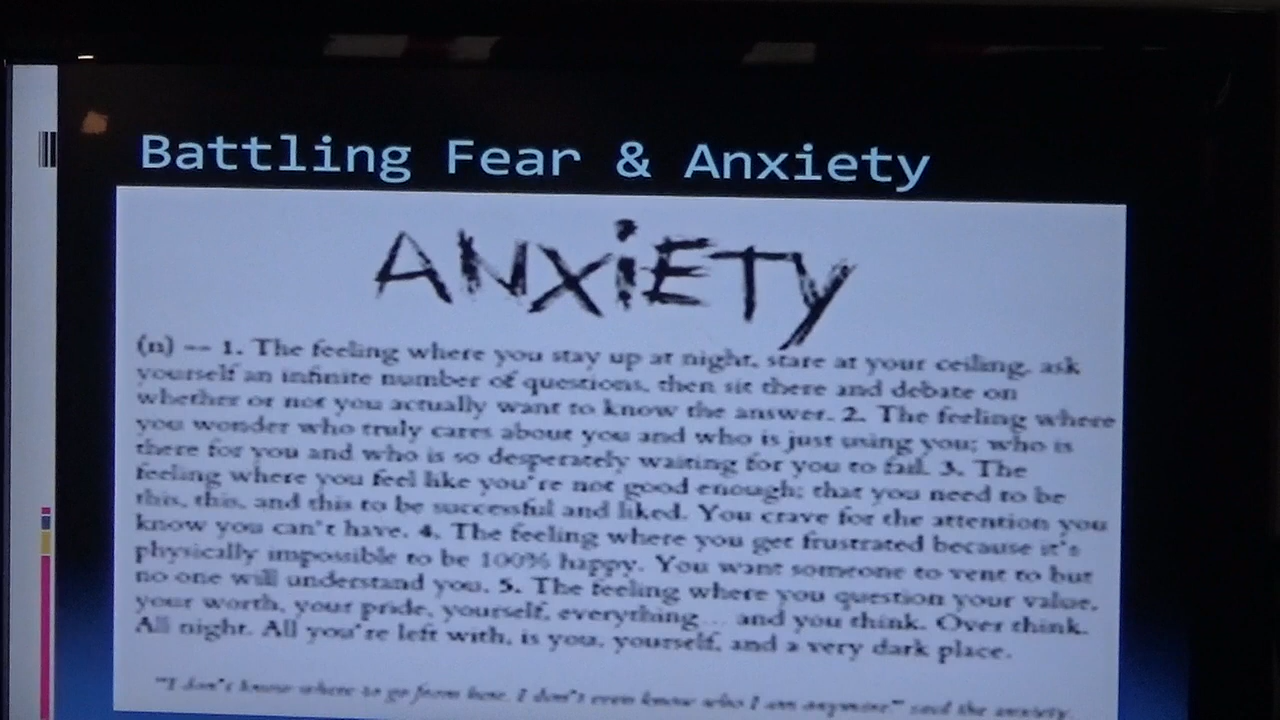 Battling Fear & Anxiety
ANXiETy
(n) -- 1. The feeling where you stay up at night, stare at your ceiling, ask
yourself an infinite number of questions, then sit there and debate on
whether or not you actually want to know the answer. 2. The feeling where
you wonder who truly cares about you and who is just using you; who is
there for you and who is so desperately waiting for you to fail. 3. The
feeling where you feel like you're not good enough; that you need to be
this, this, and this to be successful and liked. You crave for the attention you
know you can't have. 4. The feeling where you get frustrated because it's
physically impossible to be 100% happy. You want someone to vent to but
no one will understand you. 5. The feeling where you question your value,
your worth, your pride, yourself, everything... and you think. Over think.
All night. All you're left with, is you, yourself, and a very dark place.
"I don't know where to go from here. I don't even know who I am anymore" said the anxiety.